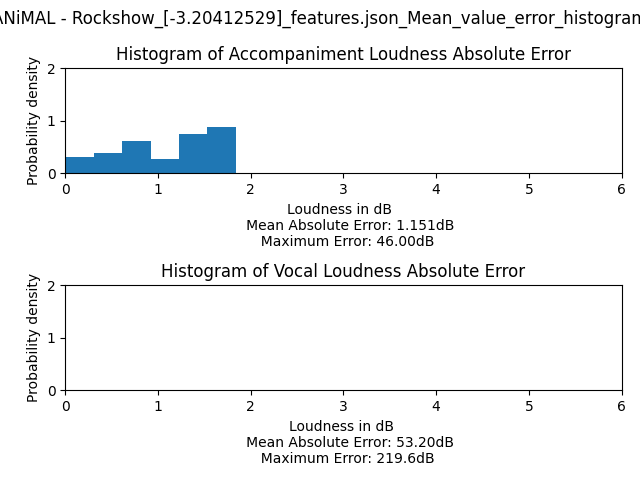 ANiMAL - Rockshow_[-3.20412529]_features.json_Mean_value_error_histogram
Histogram of Accompaniment Loudness Absolute Error
Probability density
2
1
0
0 1 2 3 4 5 6
Loudness in dB
Mean Absolute Error: 1.151dB
Maximum Error: 46.00dB
Histogram of Vocal Loudness Absolute Error
Probability density
2
1
0
0 1 2 3 4 5 6
Loudness in dB
Mean Absolute Error: 53.20dB
Maximum Error: 219.6dB